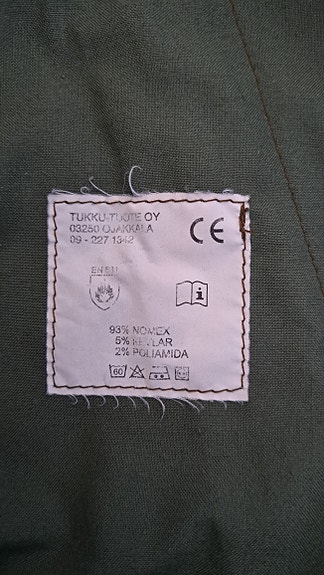 TUKKU-TUOTE OY
03250 OJAKKALA
09 - 227 1342
CE
EN 531
i
93% NOMEX
5% KEVLAR
2% POLIAMIDA
60